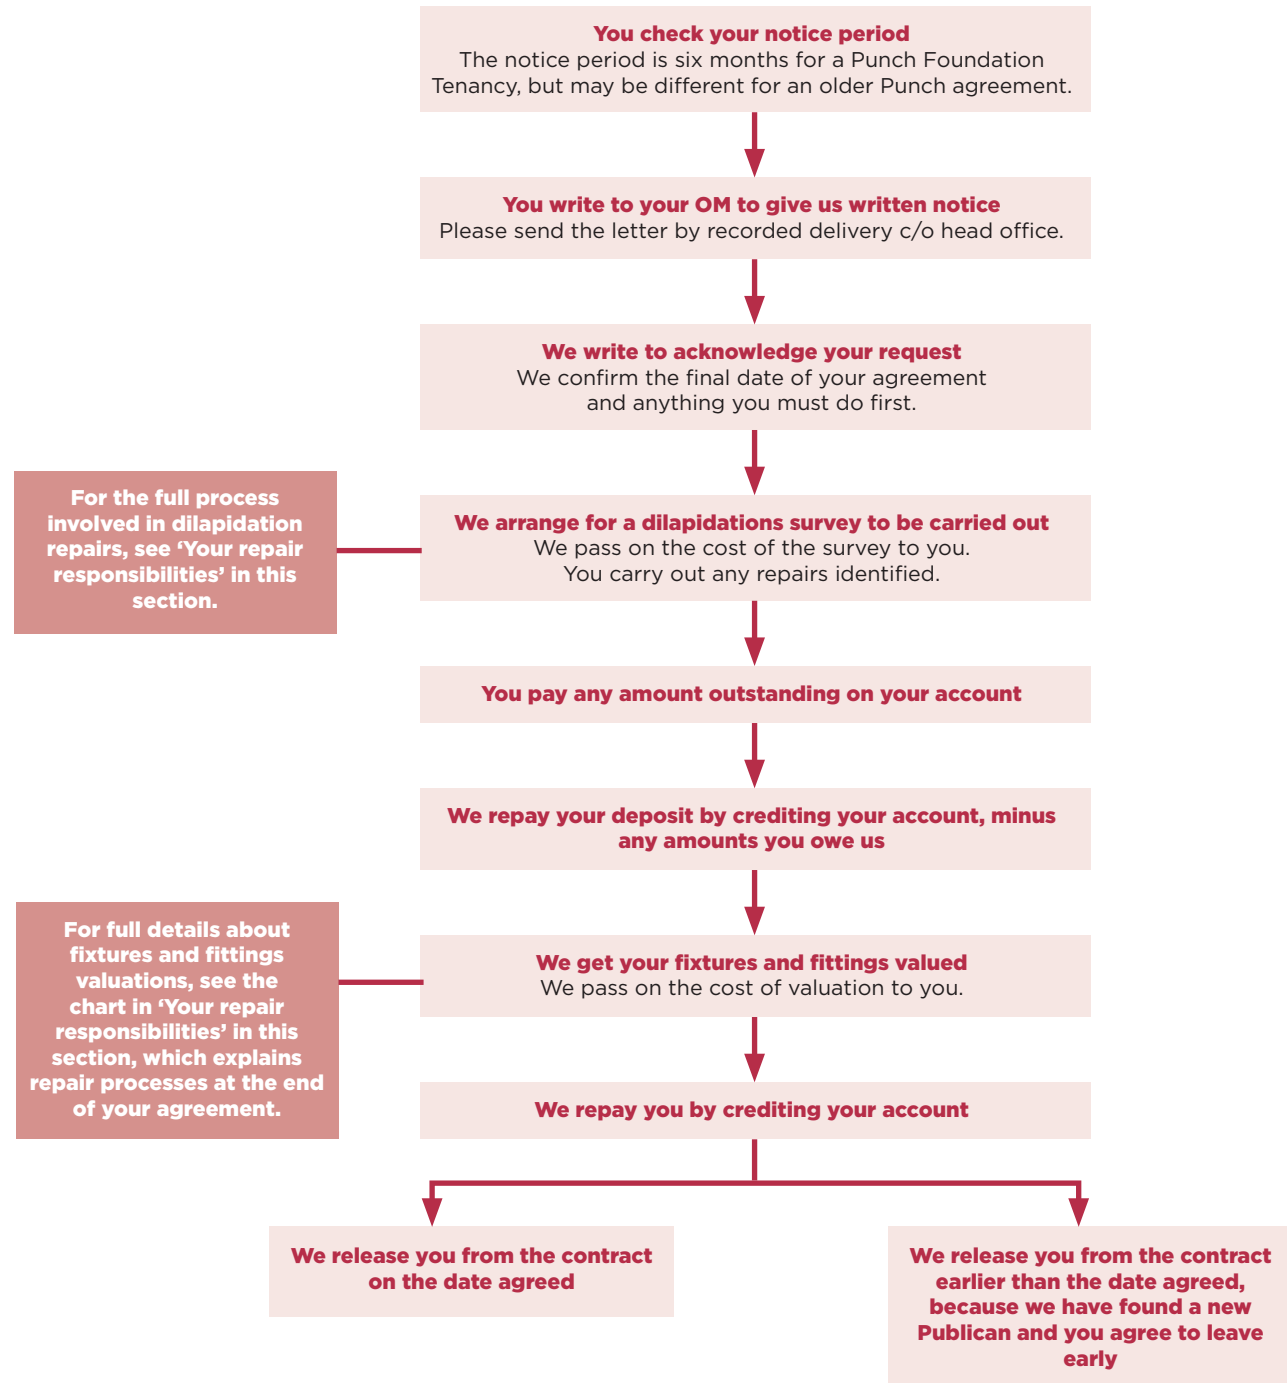 You check your notice period
The notice period is six months for a Punch Foundation
Tenancy, but may be different for an older Punch agreement.
You write to your OM to give us written notice
Please send the letter by recorded delivery c/o head office.
We write to acknowledge your request
We confirm the final date of your agreement
and anything you must do first.
For the full process
involved in dilapidation
repairs, see ‘Your repair
responsibilities’ in this
section.
We arrange for a dilapidations survey to be carried out
We pass on the cost of the survey to you.
You carry out any repairs identified.
You pay any amount outstanding on your account
We repay your deposit by crediting your account, minus
any amounts you owe us
For full details about
fixtures and fittings
valuations, see the
chart in ‘Your repair
responsibilities’ in this
section, which explains
repair processes at the end
of your agreement.
We get your fixtures and fittings valued
We pass on the cost of valuation to you.
We repay you by crediting your account
We release you from the contract
on the date agreed
We release you from the contract
earlier than the date agreed,
because we have found a new
Publican and you agree to leave
early